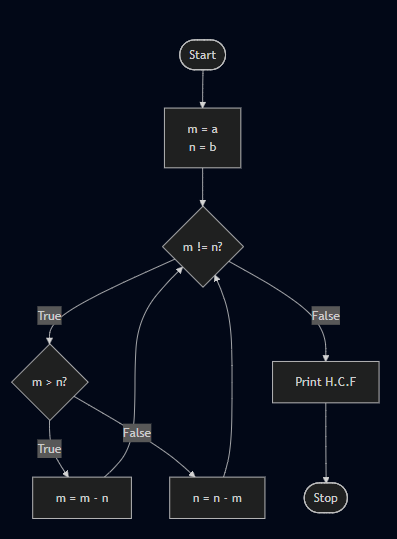 Start
m = a
n = b
m != n?
True
False
m > n?
Print H.C.F
True
False
m = m - n
n = n - m
Stop